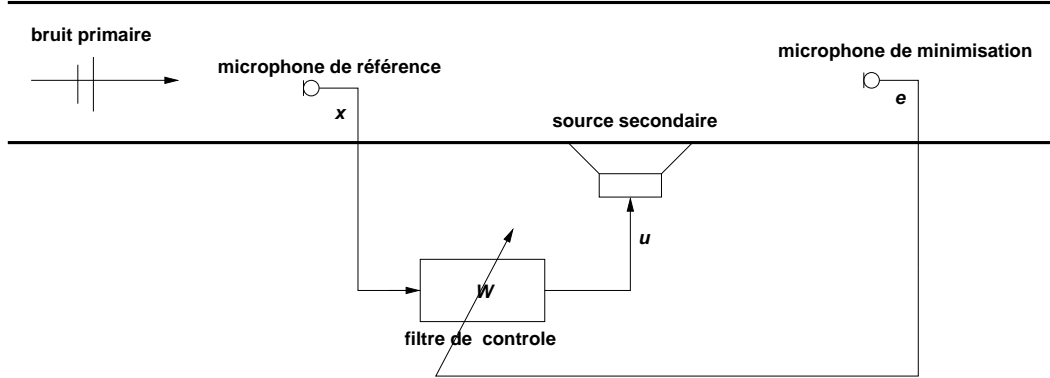 bruit primaire
microphone de référence
microphone de minimisation
x
e
source secondaire
u
W
filtre de controle